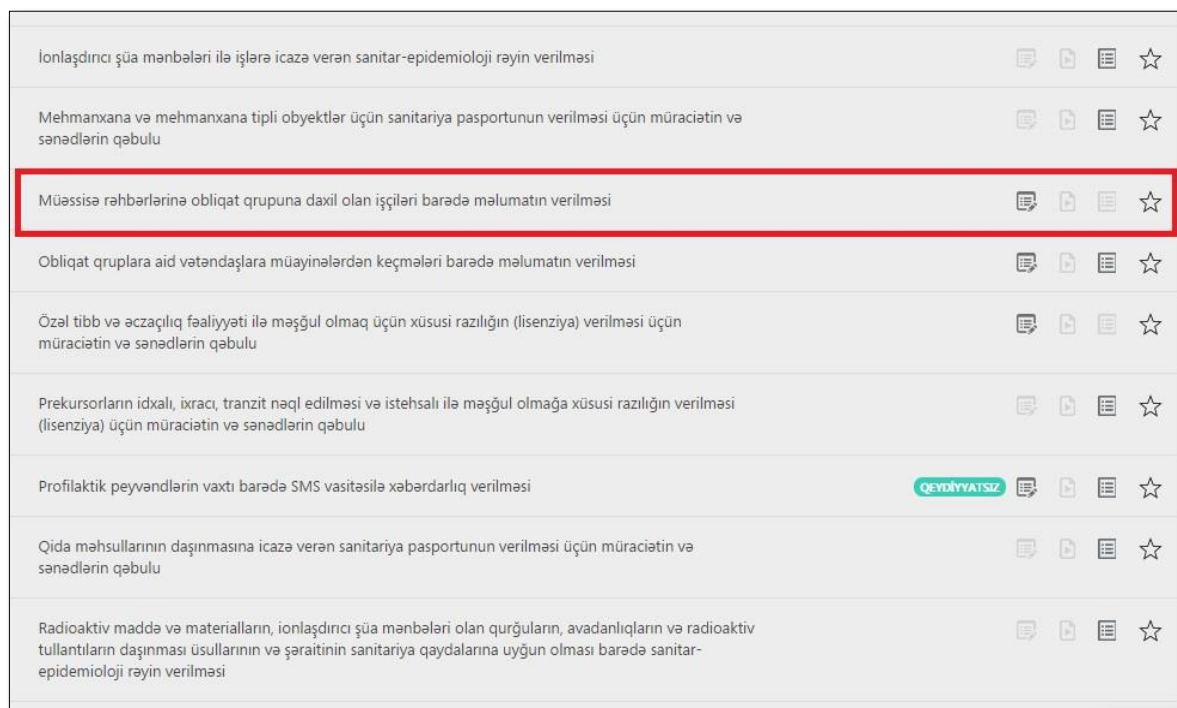 İonlaşdırıcı şüa mənbələri ilə işlərə icazə verən sanitar-epidemioloji rəyin verilməsi
Mehmanxana və mehmanxana tipli obyektlər üçün sanitariya pasportunun verilməsi üçün müraciətin və
sənədlərin qəbulu
Müəssisə rəhbərlərinə obliqat qrupuna daxil olan işçiləri barədə məlumatın verilməsi
Obliqat qruplara aid vətəndaşlara müayinələrdən keçmələri barədə məlumatın verilməsi
Özəl tibb və əczaçılıq fəaliyyəti ilə məşğul olmaq üçün xüsusi razılığın (lisenziya) verilməsi üçün
müraciətin və sənədlərin qəbulu
Prekursorların idxalı, ixracı, tranzit nəql edilməsi və istehsalı ilə məşğul olmağa xüsusi razılığın verilməsi
(lisenziya) üçün müraciətin və sənədlərin qəbulu
Profilaktik peyvəndlərin vaxtı barədə SMS vasitəsilə xəbərdarlıq verilməsi QEYDİYYATSIZ
Qida məhsullarının daşınmasına icazə verən sanitariya pasportunun verilməsi üçün müraciətin və
sənədlərin qəbulu
Radioaktiv maddə və materialların, ionlaşdırıcı şüa mənbələri olan qurğuların, avadanlıqların və radioaktiv
tullantıların daşınması üsullarının və şəraitinin sanitariya qaydalarına uyğun olması barədə sanitar-
epidemioloji rəyin verilməsi